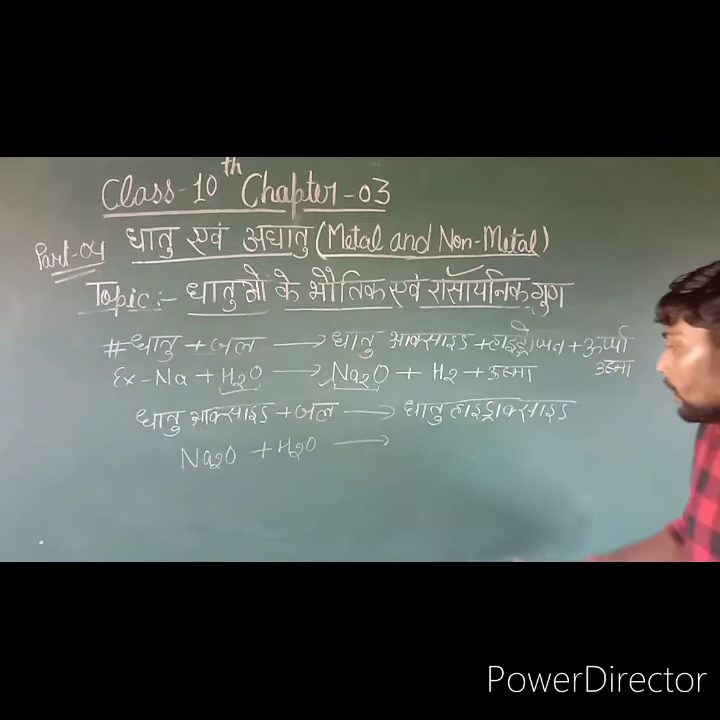 Class-10th Chapter-03
Part-04 धातु एवं अधातु (Metal and Non-Metal)
Topic:- धातुओ के भौतिक एवं रासायनिक गुण
#धातु + जल → धातु आक्साइड + हाइड्रोजन + ऊर्जा
ऊष्मा
Ex-Na + H2O → Na2O + H2 + ऊष्मा
धातु आक्साइड + जल → धातु हाइड्राक्साइड
Na2O + H2O →
PowerDirector